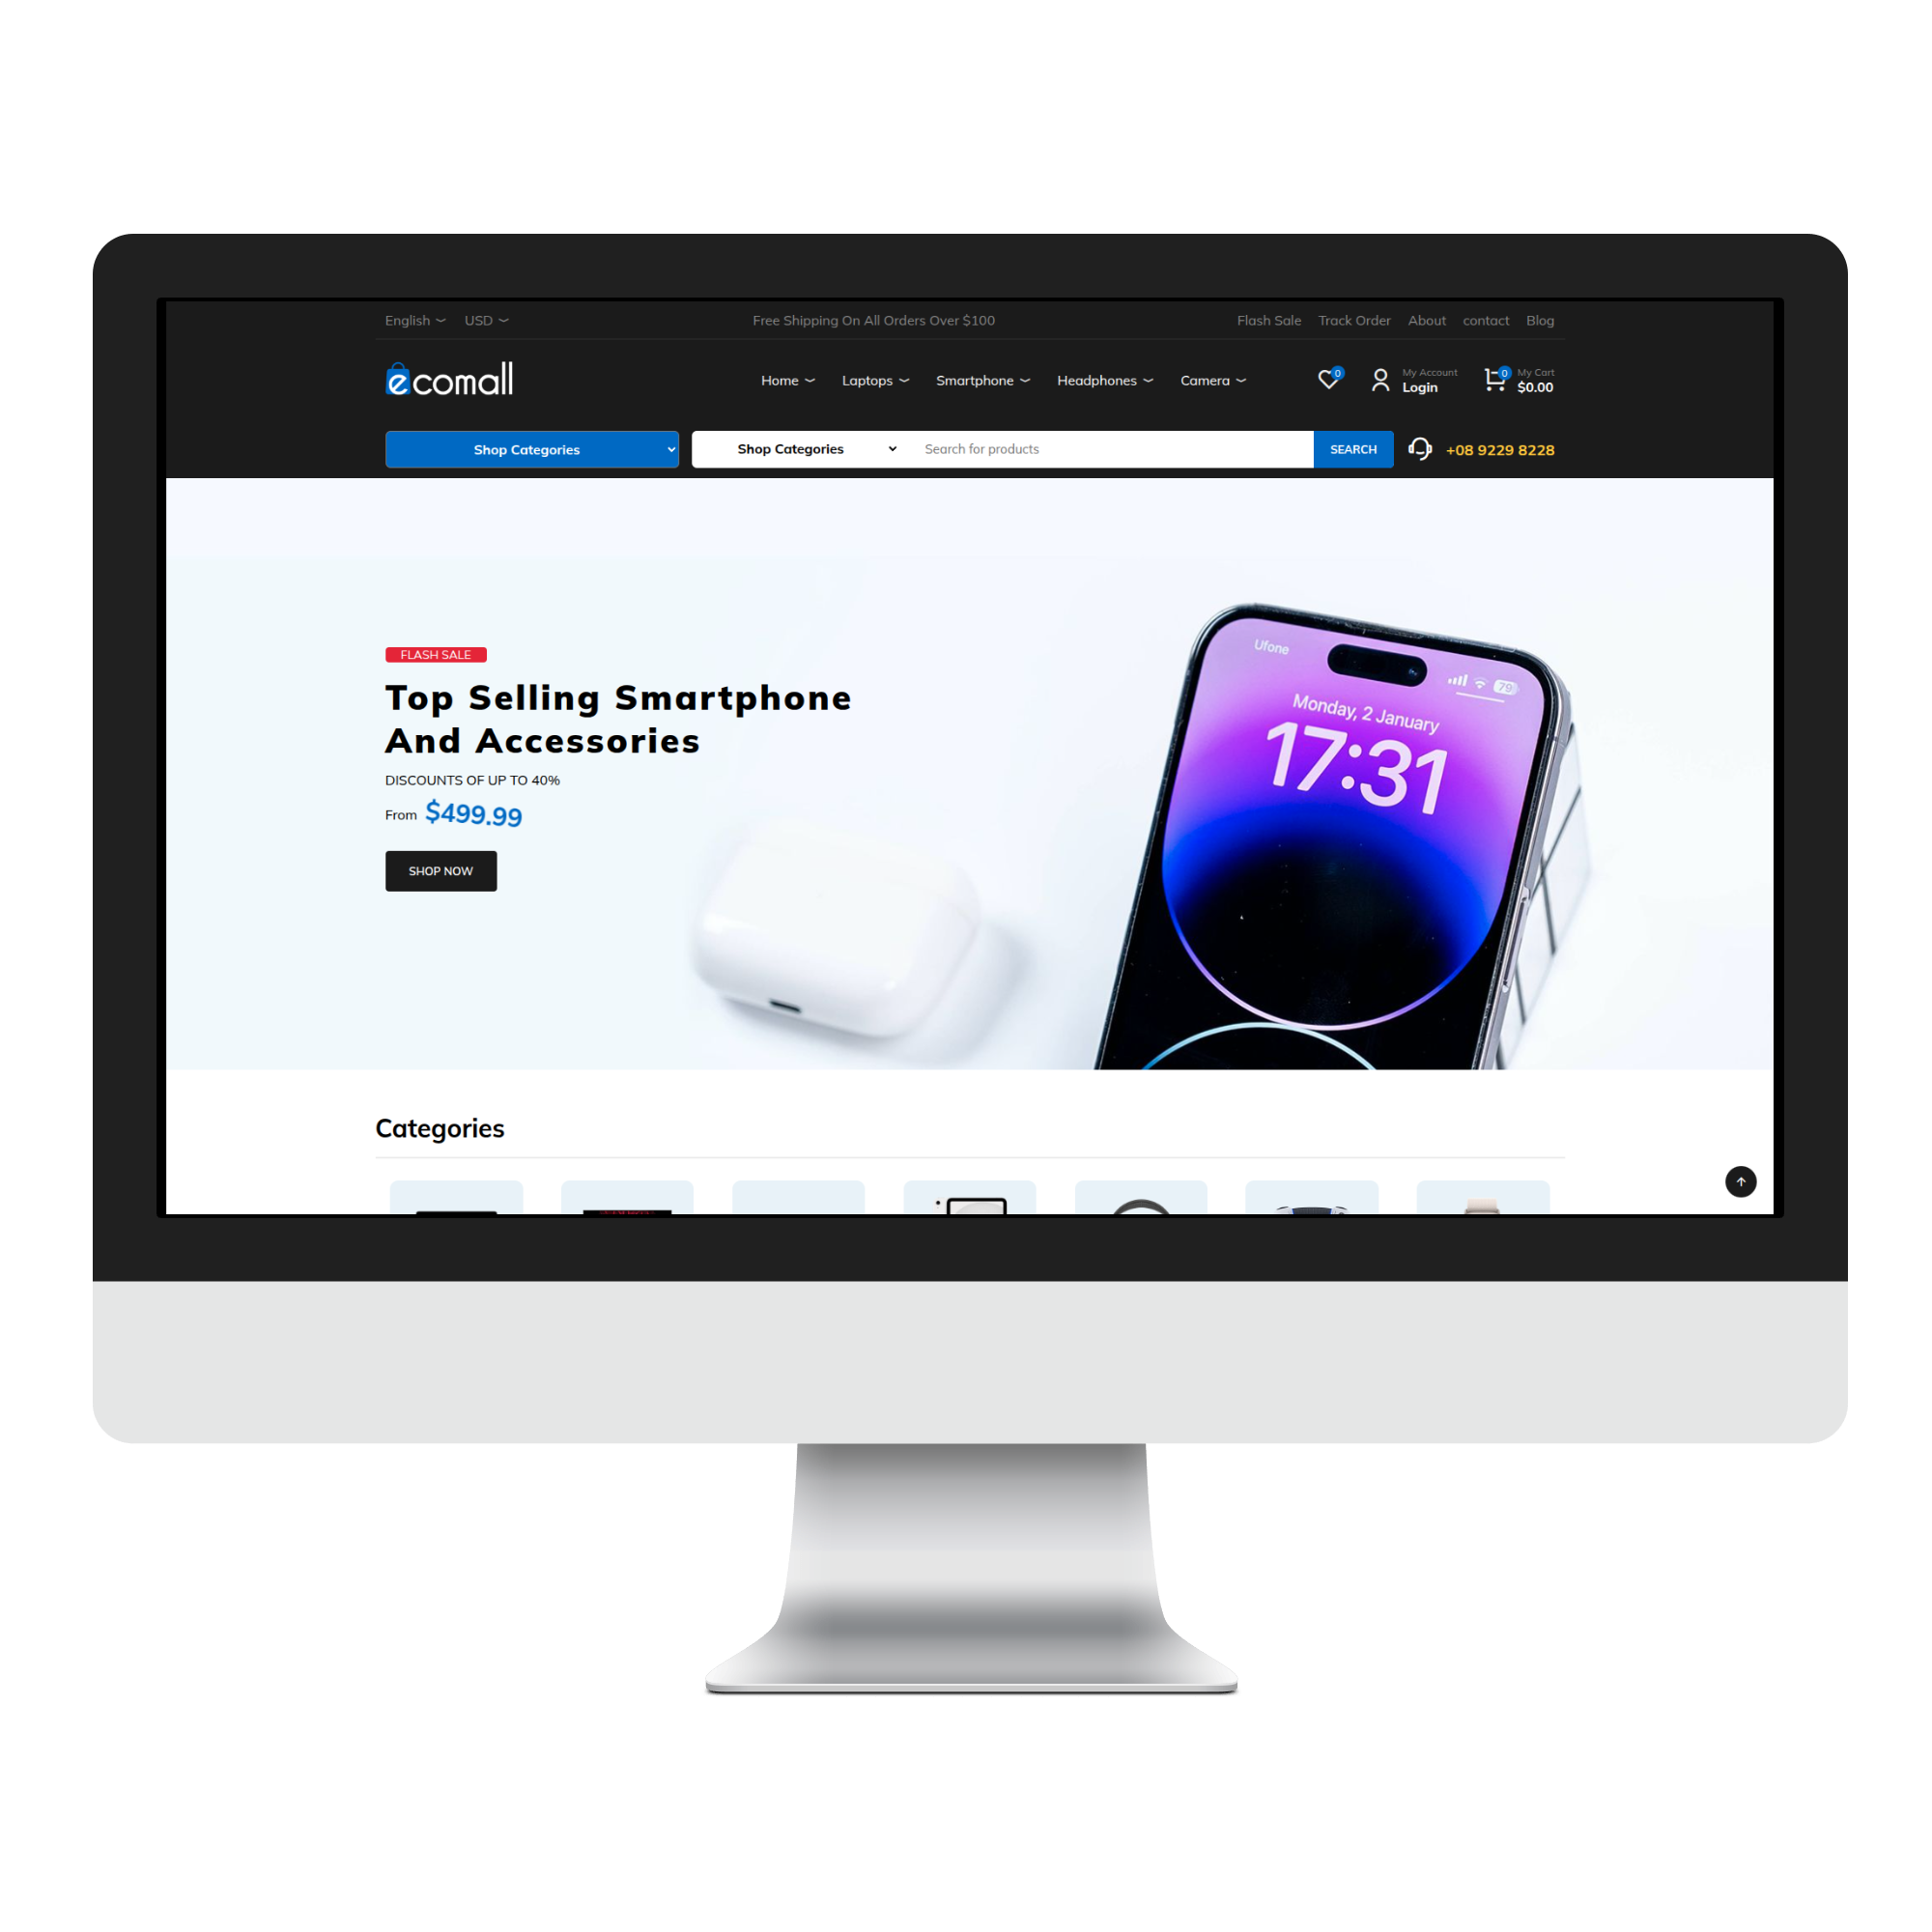 English USD Free Shipping On All Orders Over $100 Flash Sale Track Order About contact Blog
ecomall Home Laptops Smartphone Headphones Camera 0 My Account Login 0 My Cart $0.00
Shop Categories Shop Categories Search for products SEARCH +08 9229 8228
FLASH SALE
Top Selling Smartphone
And Accessories
DISCOUNTS OF UP TO 40%
From $499.99
SHOP NOW
Ufone 79
Monday, 2 January
17:31
Categories